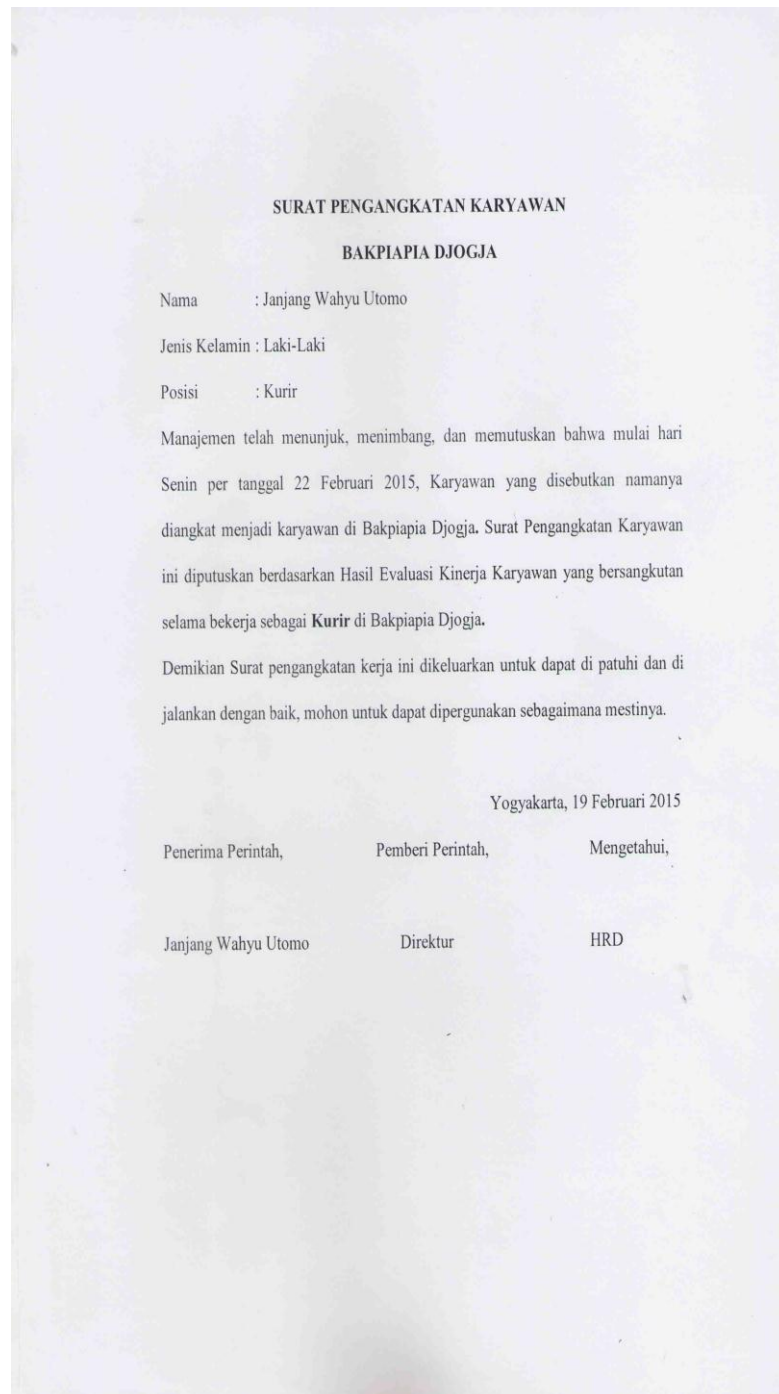 SURAT PENGANGKATAN KARYAWAN
BAKPIAPIA DJOGJA
Nama : Janjang Wahyu Utomo
Jenis Kelamin : Laki-Laki
Posisi : Kurir
Manajemen telah menunjuk, menimbang, dan memutuskan bahwa mulai hari
Senin per tanggal 22 Februari 2015, Karyawan yang disebutkan namanya
diangkat menjadi karyawan di Bakpiapia Djogja. Surat Pengangkatan Karyawan
ini diputuskan berdasarkan Hasil Evaluasi Kinerja Karyawan yang bersangkutan
selama bekerja sebagai Kurir di Bakpiapia Djogja.
Demikian Surat pengangkatan kerja ini dikeluarkan untuk dapat di patuhi dan di
jalankan dengan baik, mohon untuk dapat dipergunakan sebagaimana mestinya.
Yogyakarta, 19 Februari 2015
Penerima Perintah, Pemberi Perintah, Mengetahui,
Janjang Wahyu Utomo Direktur HRD